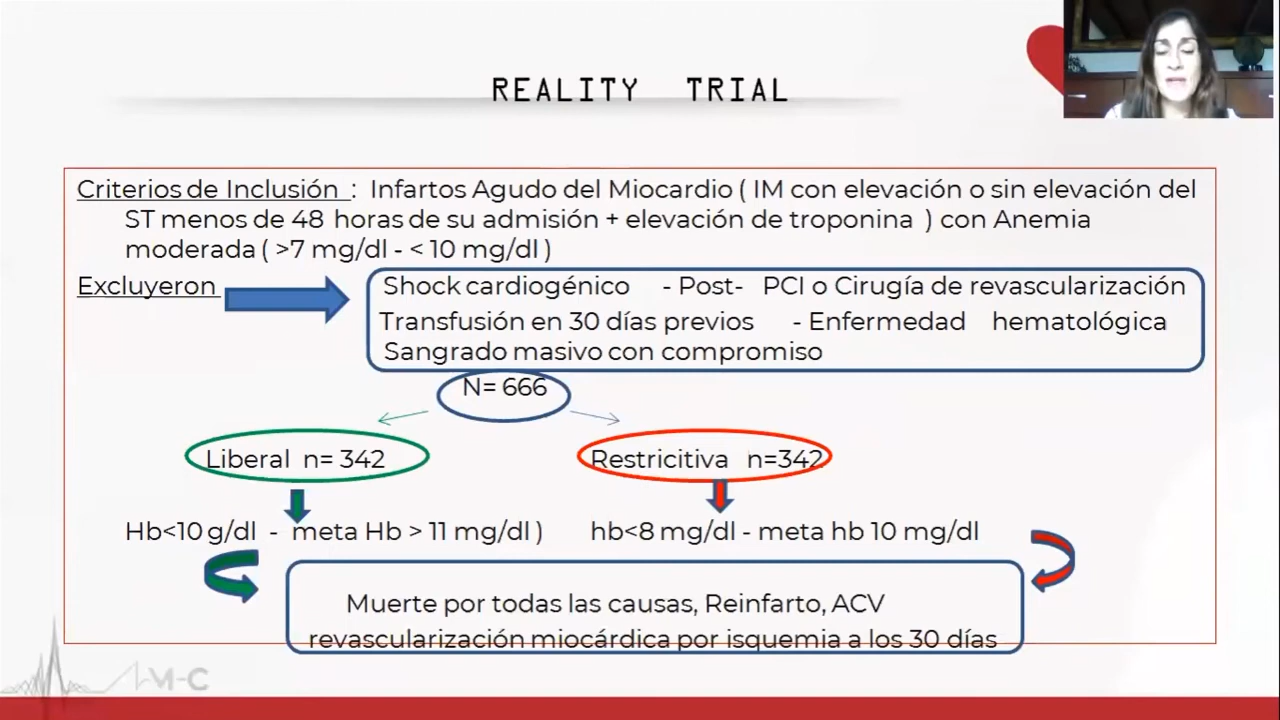 REALITY TRIAL
Criterios de Inclusión : Infartos Agudo del Miocardio ( IM con elevación o sin elevación del
ST menos de 48 horas de su admisión + elevación de troponina ) con Anemia
moderada ( >7 mg/dl - < 10 mg/dl )
Excluyeron
Shock cardiogénico - Post- PCI o Cirugía de revascularización
Transfusión en 30 días previos - Enfermedad hematológica
Sangrado masivo con compromiso
N= 666
Liberal n= 342
Restricitiva n=342
Hb<10 g/dl - meta Hb > 11 mg/dl )
hb<8 mg/dl - meta hb 10 mg/dl
Muerte por todas las causas, Reinfarto, ACV
revascularización miocárdica por isquemia a los 30 días